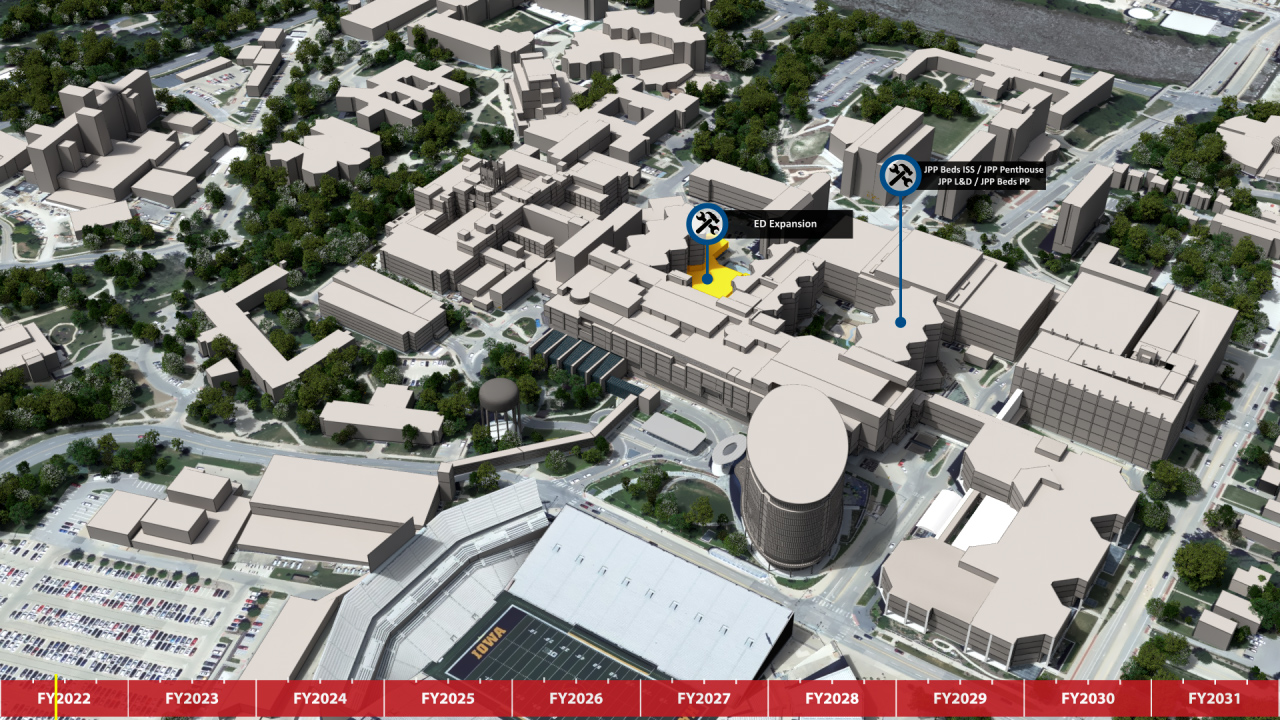 JPP Beds ISS / JPP Penthouse
JPP L&D / JPP Beds PP
ED Expansion
IOWA
FY2022
FY2023
FY2024
FY2025
FY2026
FY2027
FY2028
FY2029
FY2030
FY2031